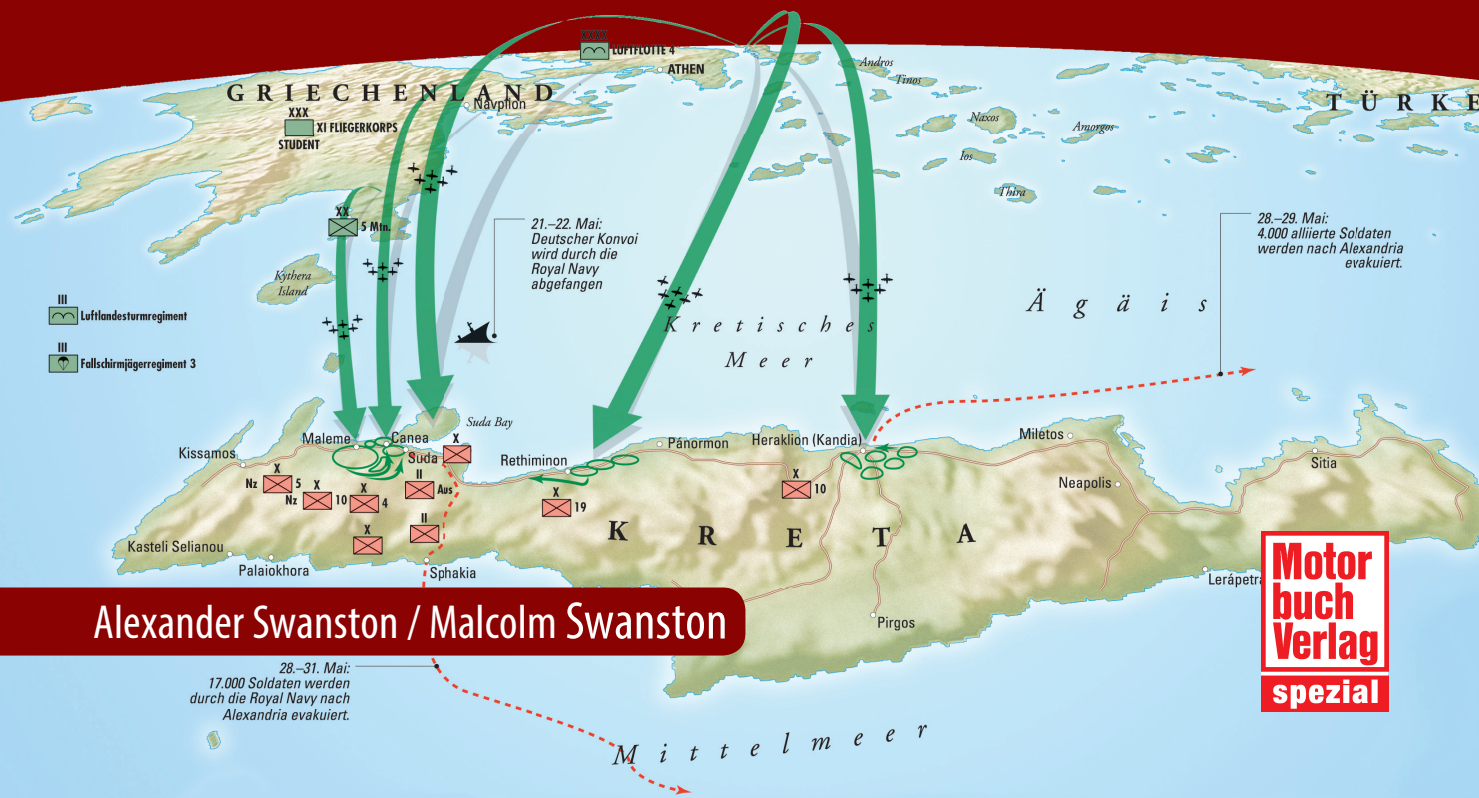 XXXX
LUFTFLOTTE 4
ATHEN
Andros
Tinos
GRIECHENLAND
Návplion
TÜRKE
XXX
XI FLIEGERKORPS
STUDENT
Naxos
Amorgos
Ios
Thira
XX
5 Mtn.
21.–22. Mai:
Deutscher Konvoi
wird durch die
Royal Navy
abgefangen
28.–29. Mai:
4.000 alliierte Soldaten
werden nach Alexandria
evakuiert.
Kythera
Island
III
Luftlandesturmregiment
III
Fallschirmjägerregiment 3
Ägäis
Kretisches
Meer
Suda Bay
Maleme
Canea
X
Suda
Kissamos
Rethimnon
Pánormon
Heraklion (Kandia)
Miletos
Sitia
Neapolis
X
Nz 5
X
Nz 10
X
4
II
Aus
X
19
X
10
X
II
KRETA
Kasteli Selianou
Palaiokhora
Sphakia
Lerápetra
Pirgos
Alexander Swanston / Malcolm Swanston
Motor
buch
Verlag
spezial
28.–31. Mai:
17.000 Soldaten werden
durch die Royal Navy nach
Alexandria evakuiert.
Mittelmeer